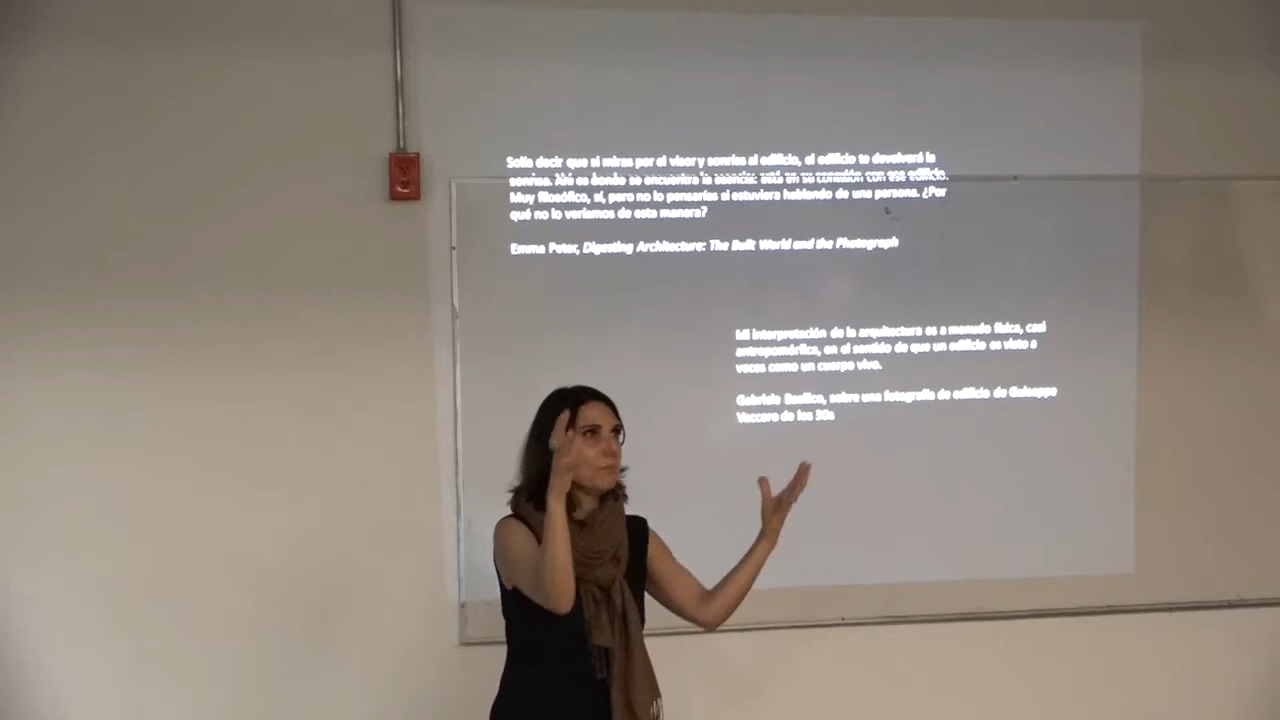 Solía decir que si miras por el visor y sonríes al edificio, el edificio te devolverá la
sonrisa. Ahí es donde se encuentra la esencia: está en su conexión con ese edificio.
Muy filosófico, sí, pero no lo pensarías si estuviera hablando de una persona. ¿Por
qué no lo veríamos de esta manera?
Emma Peter, Digesting Architecture: The Built World and the Photograph
Mi interpretación de la arquitectura es a menudo física, casi
antropomórfica, en el sentido de que un edificio es visto a
veces como un cuerpo vivo.
Gabriele Basilico, sobre una fotografía de edificio de Guiseppe
Vaccaro de los 30s